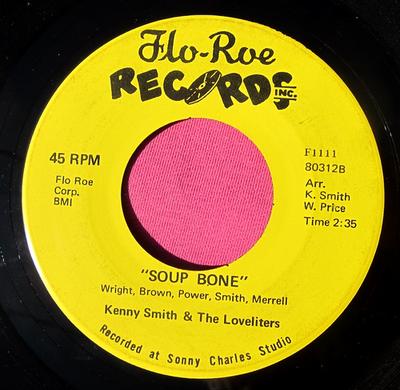 Flo-Roe
RECORDS INC.
45 RPM
Flo Roe
Corp.
BMI
F1111
80312B
Arr.
K. Smith
W. Price
Time 2:35
"SOUP BONE"
Wright, Brown, Power, Smith, Merrell
Kenny Smith & The Loveliters
Recorded at Sonny Charles Studio